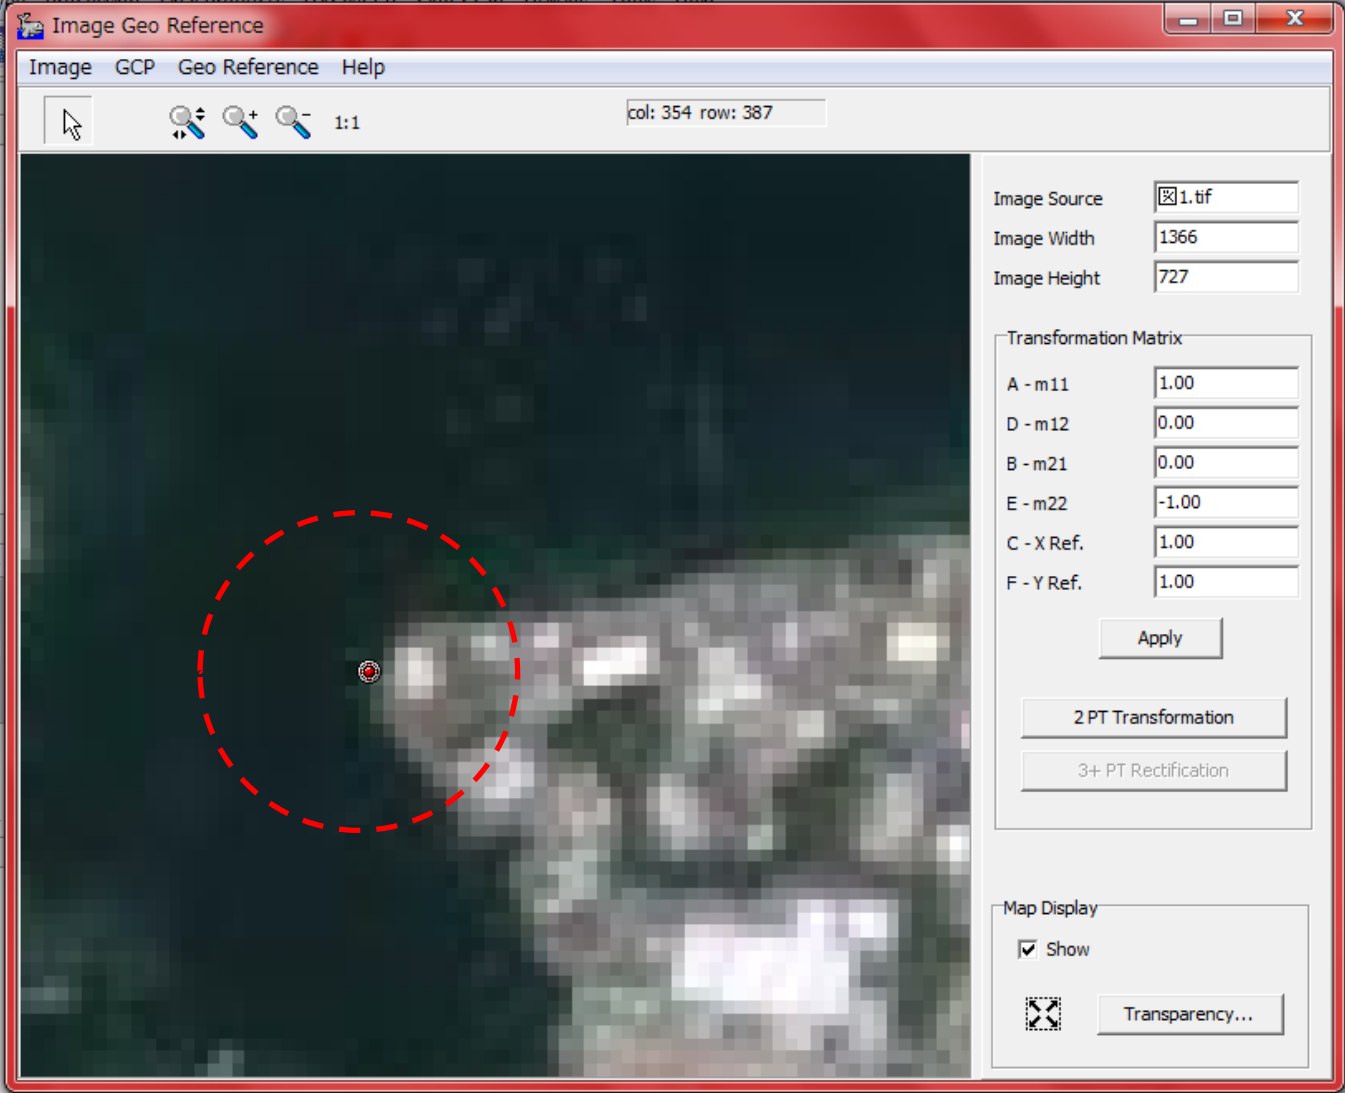 Image Geo Reference
Image GCP Geo Reference Help
1:1
col: 354 row: 387
Image Source 図1.tif
Image Width 1366
Image Height 727
Transformation Matrix
A - m11 1.00
D - m12 0.00
B - m21 0.00
E - m22 -1.00
C - X Ref. 1.00
F - Y Ref. 1.00
Apply
2 PT Transformation
3+ PT Rectification
Map Display
Show
Transparency...